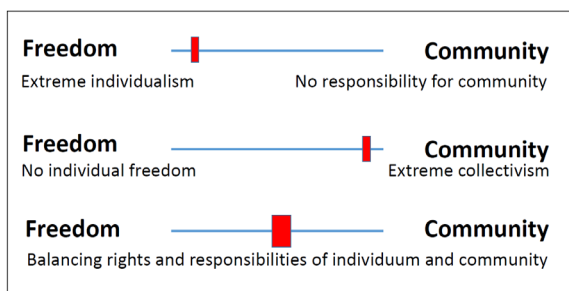 Freedom Community
Extreme individualism No responsibility for community
Freedom Community
No individual freedom Extreme collectivism
Freedom Community
Balancing rights and responsibilities of individuum and community